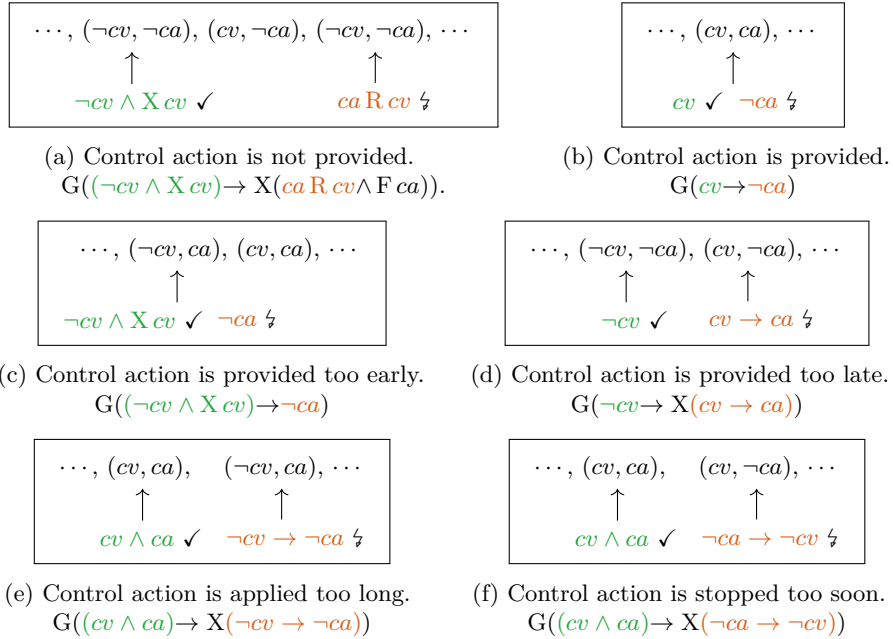 ⋯, (¬cv, ¬ca), (cv, ¬ca), (¬cv, ¬ca), ⋯
↑ ↑
¬cv ∧ X cv ✓ ca R cv ↯
(a) Control action is not provided.
G((¬cv ∧ X cv)→ X(ca R cv∧ F ca)).
⋯, (cv, ca), ⋯
↑
cv ✓ ¬ca ↯
(b) Control action is provided.
G(cv→¬ca)
⋯, (¬cv, ca), (cv, ca), ⋯
↑
¬cv ∧ X cv ✓ ¬ca ↯
(c) Control action is provided too early.
G((¬cv ∧ X cv)→¬ca)
⋯, (¬cv, ¬ca), (cv, ¬ca), ⋯
↑ ↑
¬cv ✓ cv → ca ↯
(d) Control action is provided too late.
G(¬cv→ X(cv → ca))
⋯, (cv, ca), (¬cv, ca), ⋯
↑ ↑
cv ∧ ca ✓ ¬cv → ¬ca ↯
(e) Control action is applied too long.
G((cv ∧ ca)→ X(¬cv → ¬ca))
⋯, (cv, ca), (cv, ¬ca), ⋯
↑ ↑
cv ∧ ca ✓ ¬ca → ¬cv ↯
(f) Control action is stopped too soon.
G((cv ∧ ca)→ X(¬ca → ¬cv))